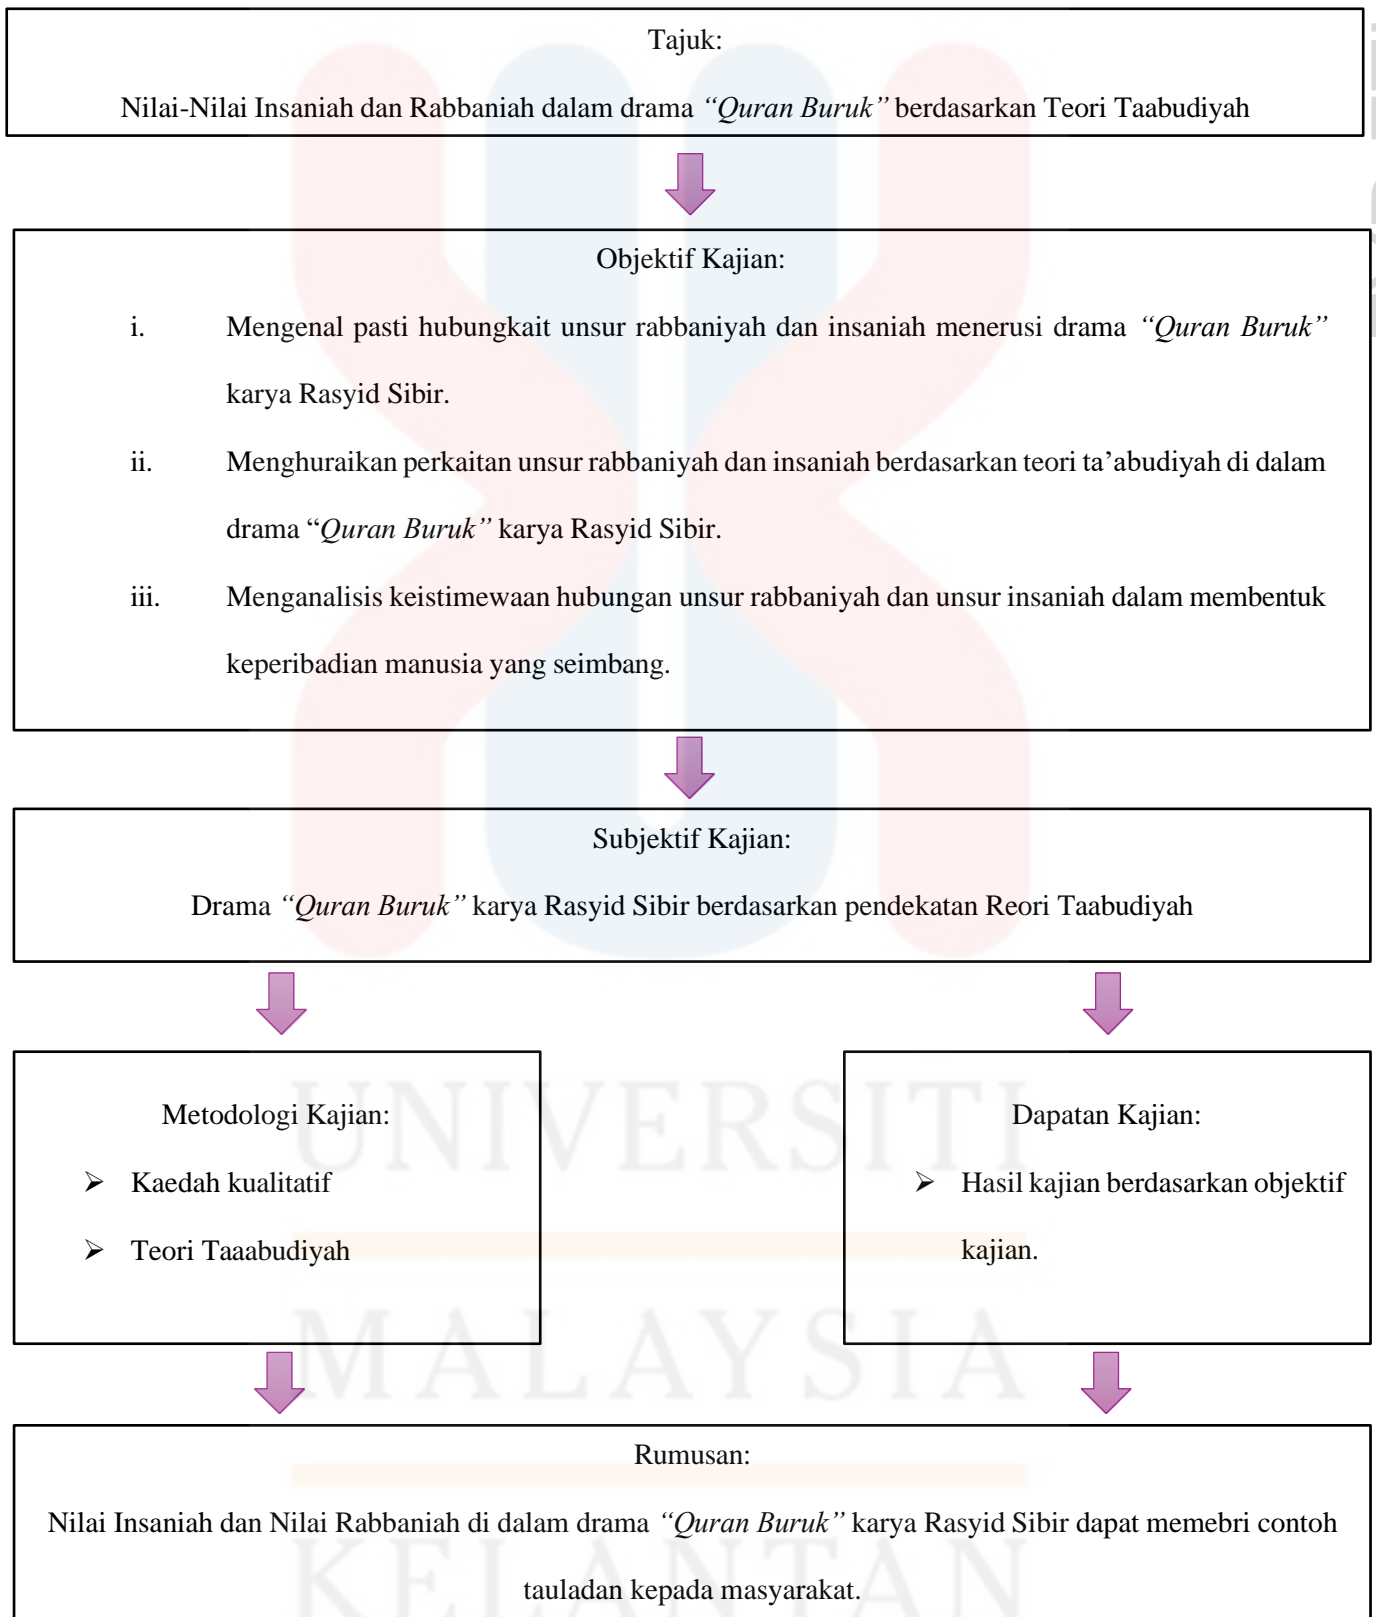 Tajuk:
Nilai-Nilai Insaniah dan Rabbaniah dalam drama “Quran Buruk” berdasarkan Teori Taabudiyah
Objektif Kajian:
i. Mengenal pasti hubungkait unsur rabbaniyah dan insaniah menerusi drama “Quran Buruk”
karya Rasyid Sibir.
ii. Menghuraikan perkaitan unsur rabbaniyah dan insaniah berdasarkan teori ta’abudiyah di dalam
drama “Quran Buruk” karya Rasyid Sibir.
iii. Menganalisis keistimewaan hubungan unsur rabbaniyah dan unsur insaniah dalam membentuk
keperibadian manusia yang seimbang.
Subjektif Kajian:
Drama “Quran Buruk” karya Rasyid Sibir berdasarkan pendekatan Reori Taabudiyah
Metodologi Kajian:
➢ Kaedah kualitatif
➢ Teori Taaabudiyah
Dapatan Kajian:
➢ Hasil kajian berdasarkan objektif
kajian.
Rumusan:
Nilai Insaniah dan Nilai Rabbaniah di dalam drama “Quran Buruk” karya Rasyid Sibir dapat memebri contoh
tauladan kepada masyarakat.
UNIVERSITI
MALAYSIA
KELANTAN